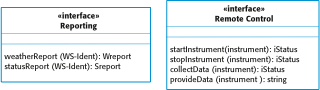 «interface»
Reporting
weatherReport (WS-Ident): Wreport
statusReport (WS-Ident): Sreport
«interface»
Remote Control
startInstrument(instrument): iStatus
stopInstrument (instrument): iStatus
collectData (instrument): iStatus
provideData (instrument ): string